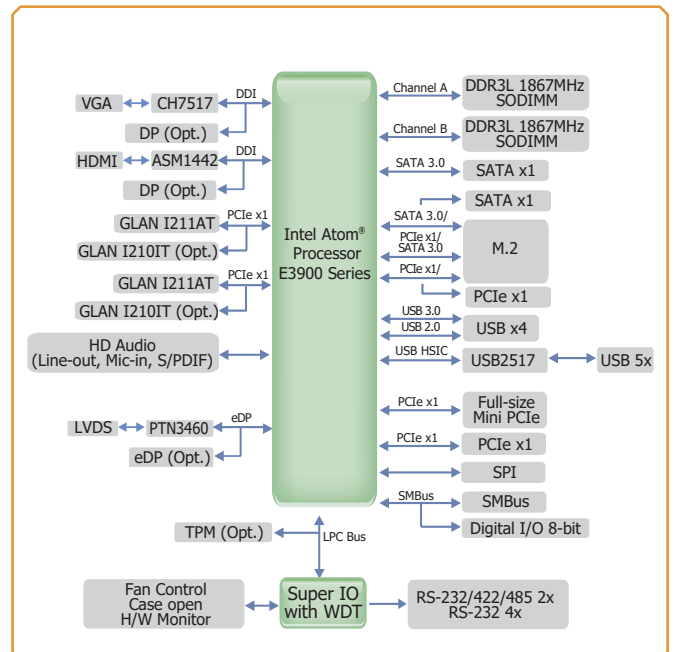 VGA
CH7517
DDI
DP (Opt.)
HDMI
ASM1442
DDI
DP (Opt.)
GLAN I211AT
PCIe x1
GLAN I210IT (Opt.)
GLAN I211AT
PCIe x1
GLAN I210IT (Opt.)
HD Audio
(Line-out, Mic-in, S/PDIF)
LVDS
PTN3460
eDP
eDP (Opt.)
Intel Atom®
Processor
E3900 Series
Channel A
DDR3L 1867MHz
SODIMM
Channel B
DDR3L 1867MHz
SODIMM
SATA 3.0
SATA x1
SATA x1
SATA 3.0/
PCIe x1/
SATA 3.0
M.2
PCIe x1/
PCIe x1
USB 3.0
USB 2.0
USB x4
USB HSIC
USB2517
USB 5x
PCIe x1
Full-size
Mini PCIe
PCIe x1
PCIe x1
SPI
SMBus
SMBus
Digital I/O 8-bit
TPM (Opt.)
LPC Bus
Fan Control
Case open
H/W Monitor
Super IO
with WDT
RS-232/422/485 2x
RS-232 4x